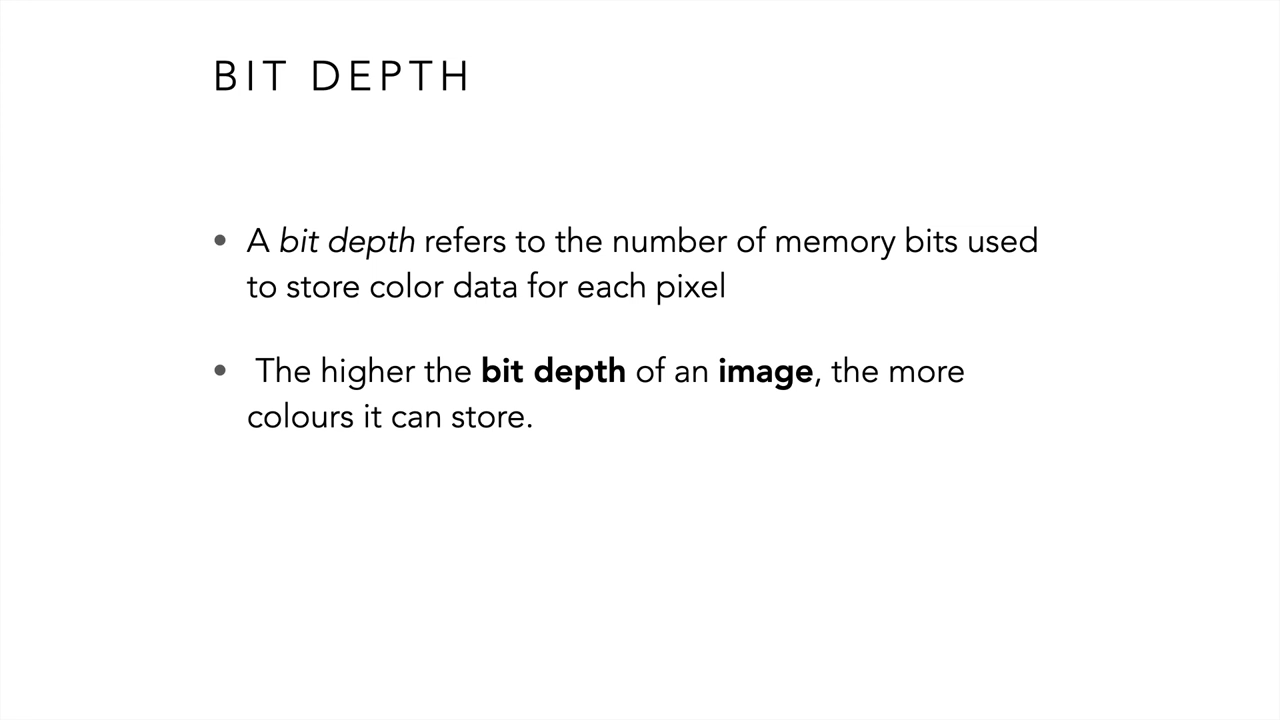 BIT DEPTH
• A bit depth refers to the number of memory bits used
to store color data for each pixel
• The higher the bit depth of an image, the more
colours it can store.